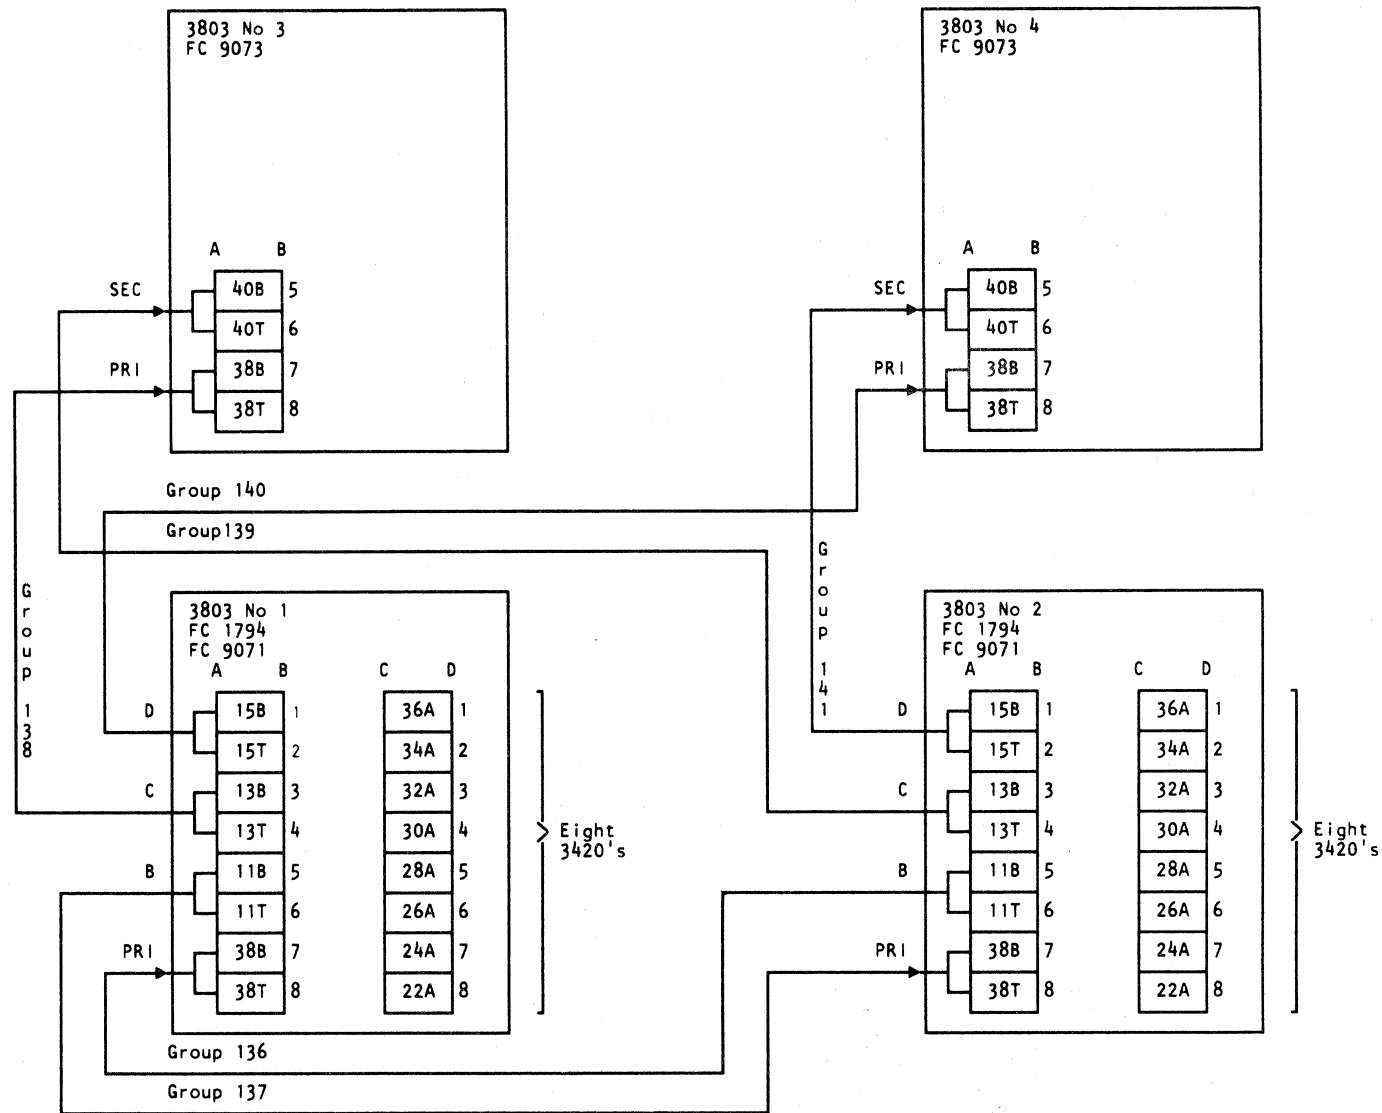 3803 No 3
FC 9073
A B
SEC
40B 5
40T 6
PRI
38B 7
38T 8
3803 No 4
FC 9073
A B
SEC
40B 5
40T 6
PRI
38B 7
38T 8
Group 140
Group139
Group 138
Group 141
3803 No 1
FC 1794
FC 9071
A B C D
D
15B 1 36A 1
15T 2 34A 2
C
13B 3 32A 3
13T 4 30A 4
B
11B 5 28A 5
11T 6 26A 6
PRI
38B 7 24A 7
38T 8 22A 8
Eight
3420's
3803 No 2
FC 1794
FC 9071
A B C D
D
15B 1 36A 1
15T 2 34A 2
C
13B 3 32A 3
13T 4 30A 4
B
11B 5 28A 5
11T 6 26A 6
PRI
38B 7 24A 7
38T 8 22A 8
Eight
3420's
Group 136
Group 137